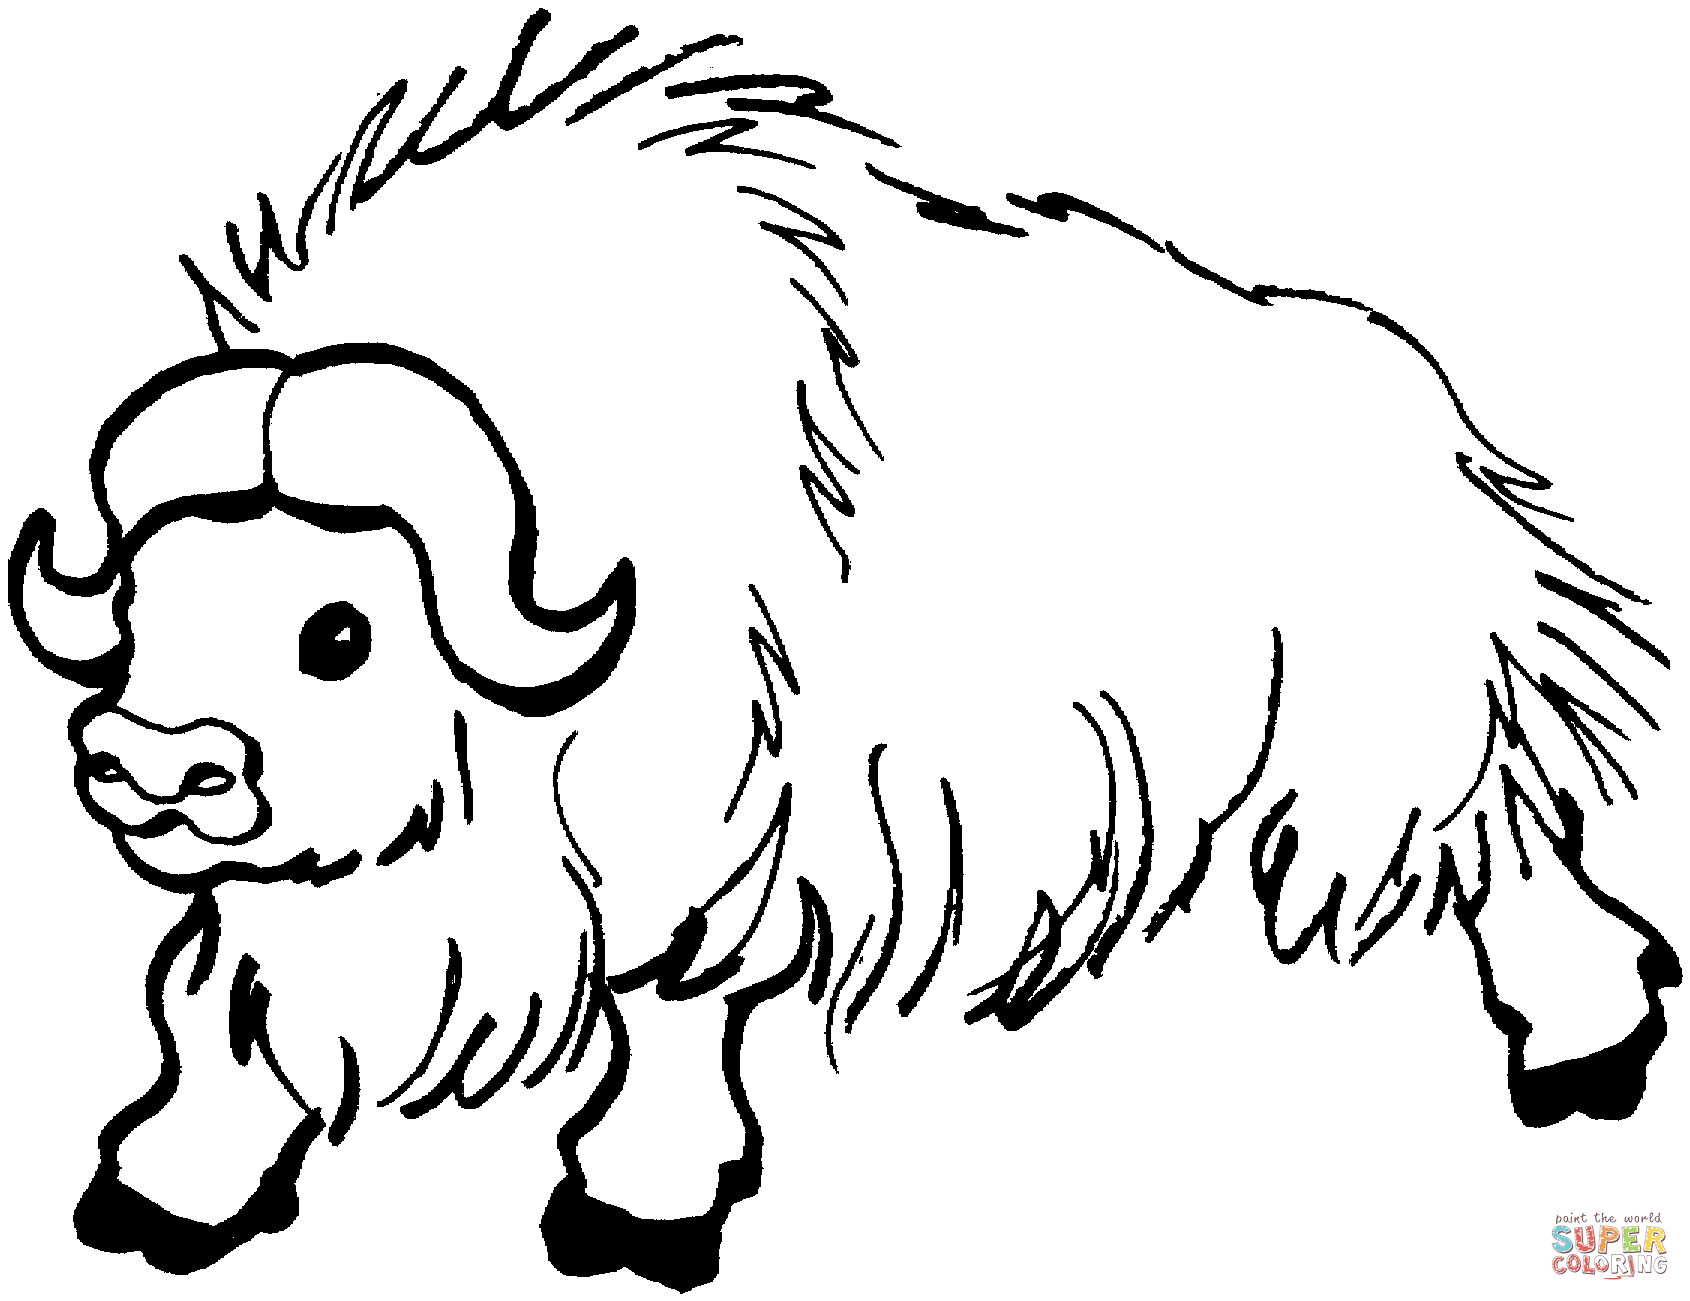 paint the world
SUPER
COLORING